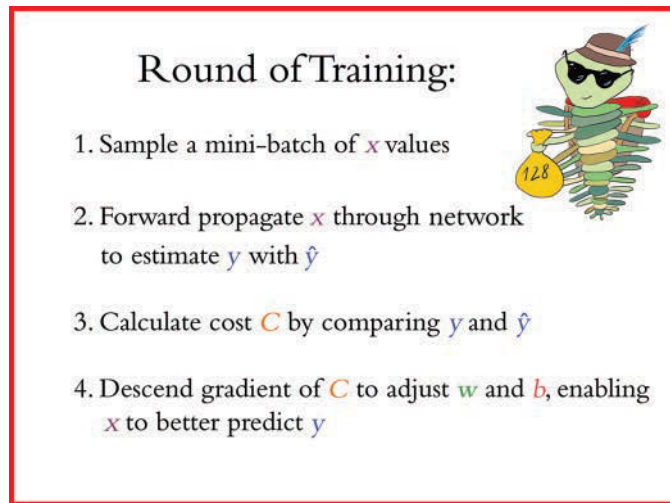 Round of Training:
1. Sample a mini-batch of x values
2. Forward propagate x through network
to estimate y with ŷ
3. Calculate cost C by comparing y and ŷ
4. Descend gradient of C to adjust w and b, enabling
x to better predict y
128